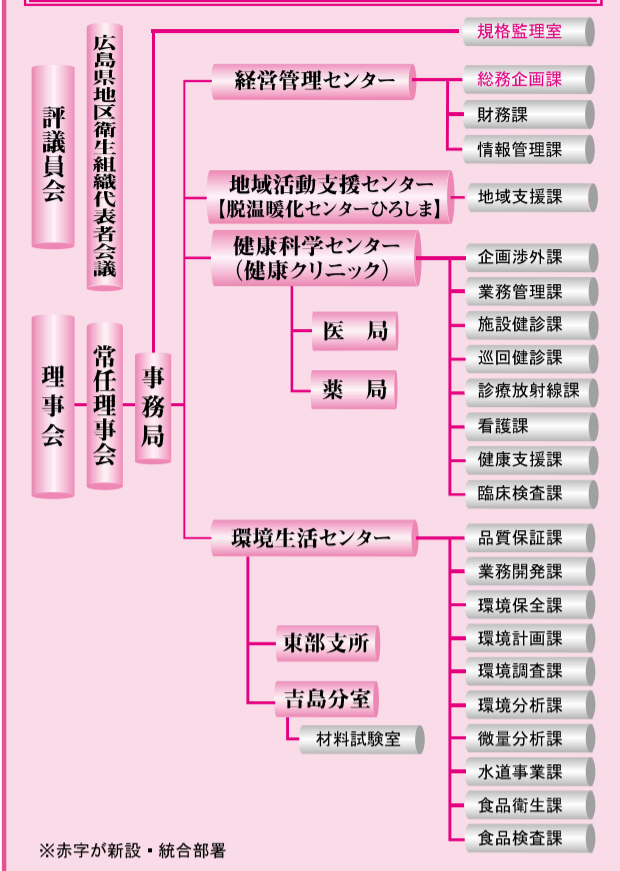 評議員会
広島県地区衛生組織代表者会議
理事会
常任理事会
事務局
規格監理室
経営管理センター
総務企画課
財務課
情報管理課
地域活動支援センター
【脱温暖化センターひろしま】
地域支援課
健康科学センター
（健康クリニック）
医 局
薬 局
企画渉外課
業務管理課
施設健診課
巡回健診課
診療放射線課
看護課
健康支援課
臨床検査課
環境生活センター
東部支所
吉島分室
材料試験室
品質保証課
業務開発課
環境保全課
環境計画課
環境調査課
環境分析課
微量分析課
水道事業課
食品衛生課
食品検査課
※赤字が新設・統合部署